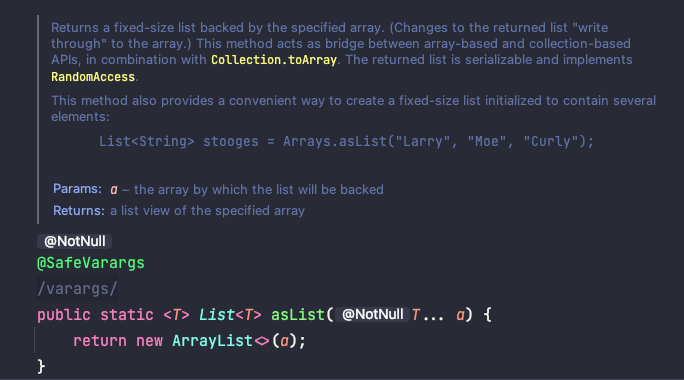 Returns a fixed-size list backed by the specified array. (Changes to the returned list "write
through" to the array.) This method acts as bridge between array-based and collection-based
APIs, in combination with Collection.toArray. The returned list is serializable and implements
RandomAccess.
This method also provides a convenient way to create a fixed-size list initialized to contain several
elements:
List<String> stooges = Arrays.asList("Larry", "Moe", "Curly");
Params: a – the array by which the list will be backed
Returns: a list view of the specified array
@NotNull
@SafeVarargs
/varargs/
public static <T> List<T> asList( @NotNull T... a) {
return new ArrayList<>(a);
}